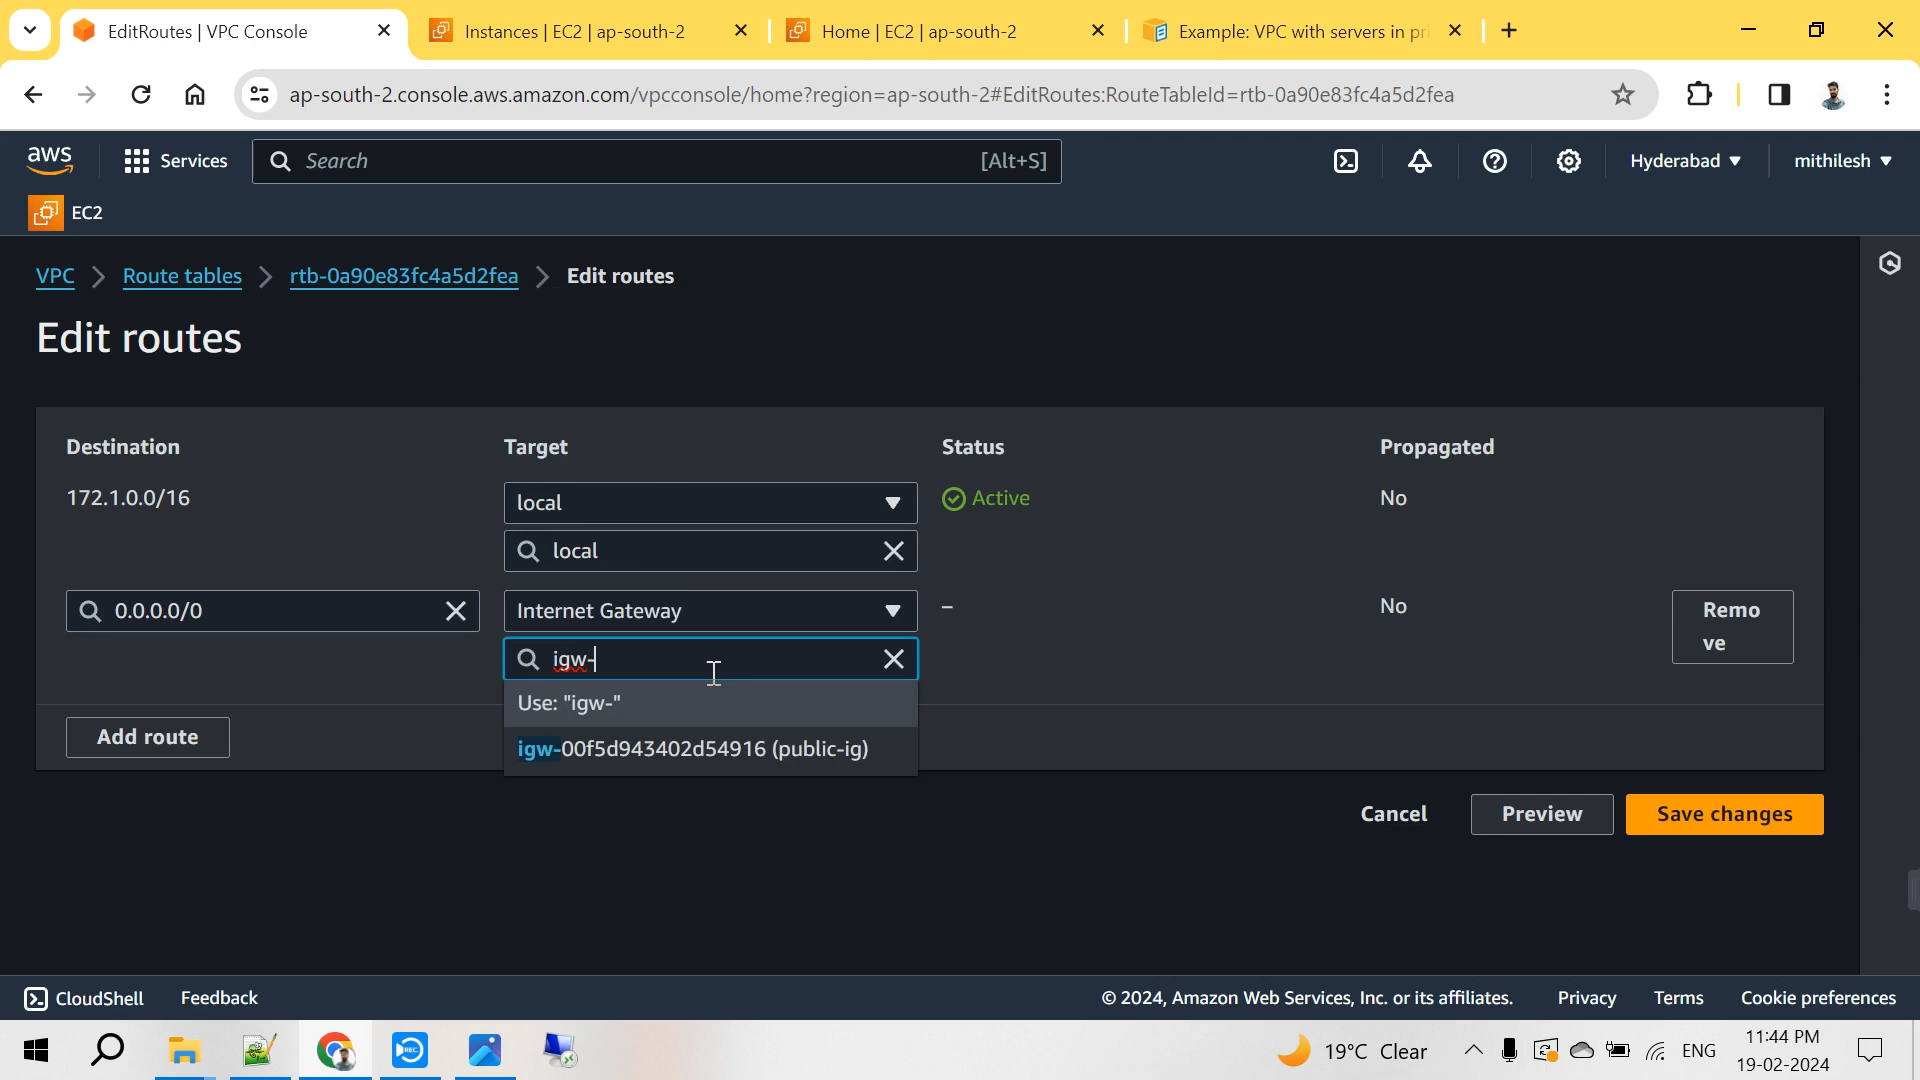 EditRoutes | VPC Console
Instances | EC2 | ap-south-2
Home | EC2 | ap-south-2
Example: VPC with servers in pri
ap-south-2.console.aws.amazon.com/vpcconsole/home?region=ap-south-2#EditRoutes:RouteTableId=rtb-0a90e83fc4a5d2fea
aws
Services
Search
[Alt+S]
Hyderabad
mithilesh
EC2
VPC
Route tables
rtb-0a90e83fc4a5d2fea
Edit routes
Edit routes
Destination
Target
Status
Propagated
172.1.0.0/16
local
Active
No
local
0.0.0.0/0
Internet Gateway
–
No
Remo
ve
igw-
Use: "igw-"
igw-00f5d943402d54916 (public-ig)
Add route
Cancel
Preview
Save changes
CloudShell
Feedback
© 2024, Amazon Web Services, Inc. or its affiliates.
Privacy
Terms
Cookie preferences
REC
19°C Clear
ENG
11:44 PM
19-02-2024